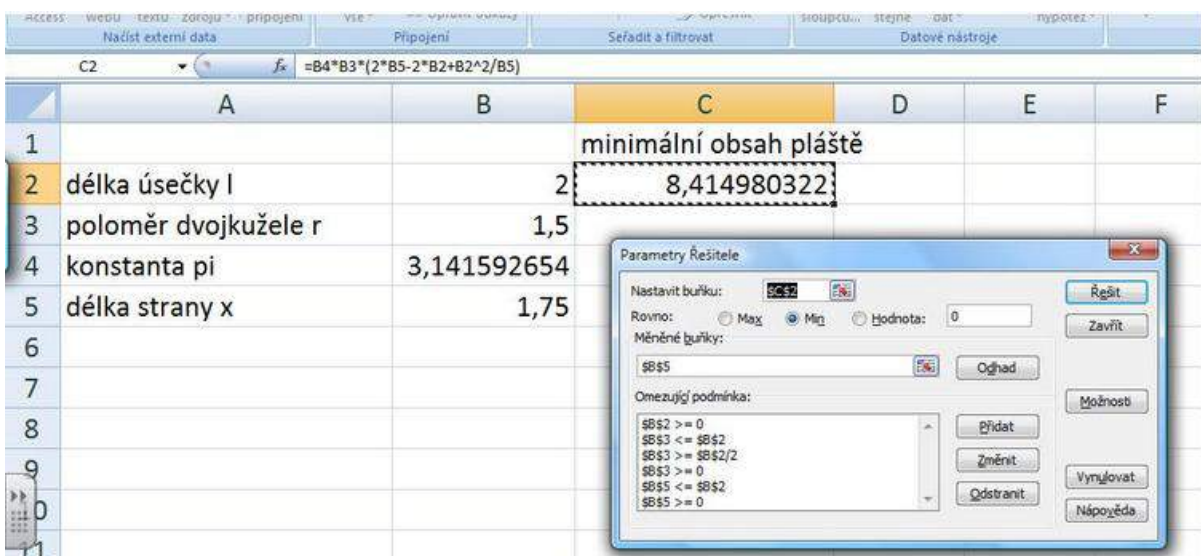 Načíst externí data Připojení Seřadit a filtrovat Datové nástroje
C2 fx =B4*B3*(2*B5-2*B2+B2^2/B5)
A B C D E F
1 minimální obsah pláště
2 délka úsečky l 2 8,414980322
3 poloměr dvojkužele r 1,5
4 konstanta pi 3,141592654
5 délka strany x 1,75
6
7
8
9
10
11
Parametry Řešitele
Nastavit buňku: $C$2 Řešit
Rovno: Max Min Hodnota: 0 Zavřít
Měněné buňky:
$B$5 Odhad
Omezující podmínka: Možnosti
$B$2 >= 0 Přidat
$B$3 <= $B$2
$B$3 >= $B$2/2 Změnit
$B$3 >= 0 Vynulovat
$B$5 <= $B$2 Odstranit
$B$5 >= 0 Nápověda